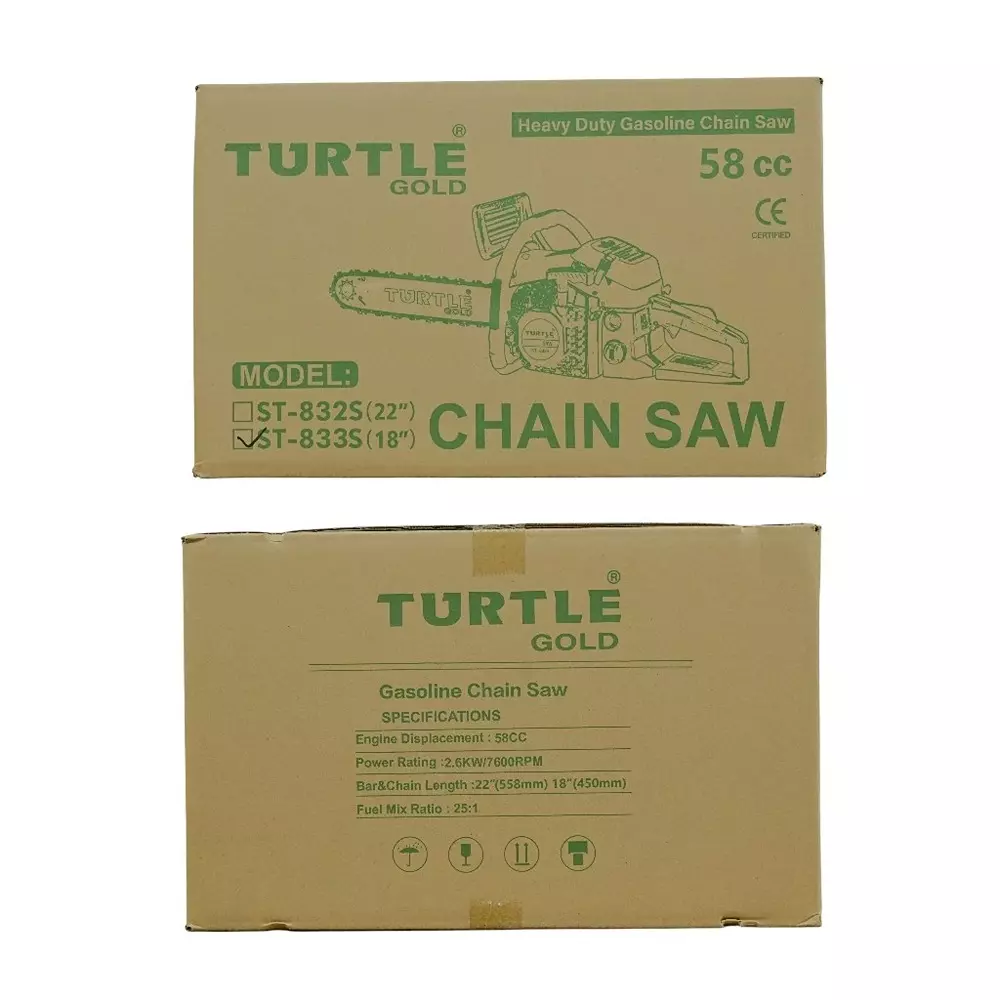 Heavy Duty Gasoline Chain Saw
TURTLE®
GOLD
58 cc
CE
CERTIFIED
TURTLE
GOLD
TURTLE
MODEL:
ST-832S(22")
ST-833S(18")
CHAIN SAW
TURTLE®
GOLD
Gasoline Chain Saw
SPECIFICATIONS
Engine Displacement : 58CC
Power Rating :2.6KW/7600RPM
Bar&Chain Length :22"(558mm) 18"(450mm)
Fuel Mix Ratio : 25:1